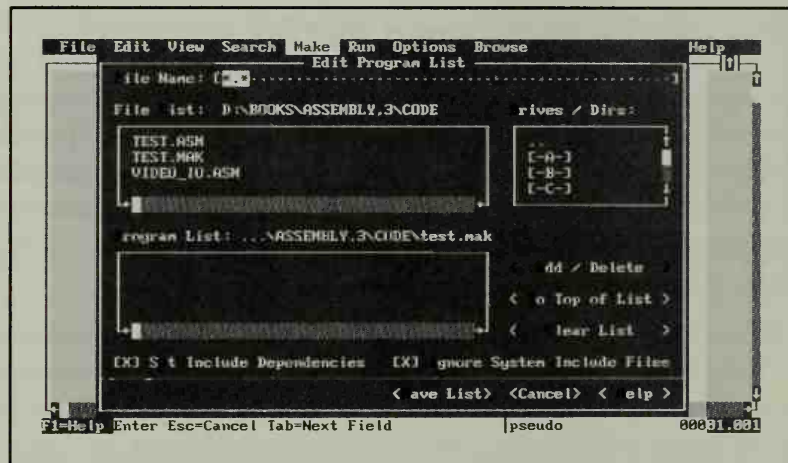 File Edit View Search Make Run Options Browse Help
Edit Program List
ile Name: [*.*]
File ist: D:\BOOKS\ASSEMBLY.3\CODE
rives / Dirs:
TEST.ASM
TEST.MAK
VIDEO_IO.ASM
..
[-A-]
[-B-]
[-C-]
rogram List: ...\ASSEMBLY.3\CODE\test.mak
dd / Delete
< o Top of List >
< lear List >
[X] S t Include Dependencies [X] gnore System Include Files
< ave List> <Cancel> < elp >
F1=Help Enter Esc=Cancel Tab=Next Field pseudo 00001.001